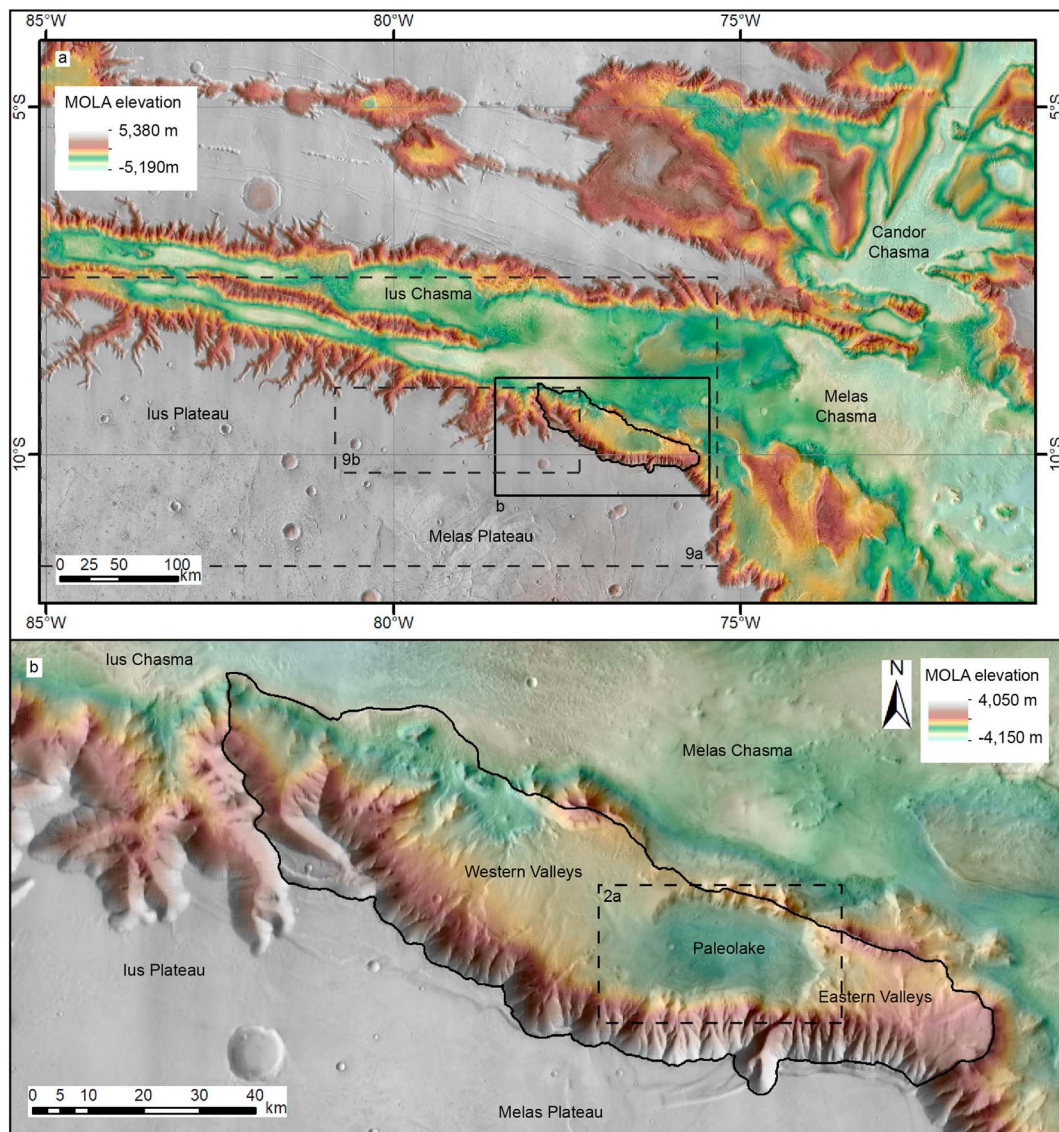 85°W
80°W
75°W
a
MOLA elevation
5,380 m
-5,190m
5°S
5°S
Candor
Chasma
Ius Chasma
Melas
Chasma
Ius Plateau
10°S
10°S
9b
b
Melas Plateau
9a
0 25 50 100
km
85°W
80°W
75°W
b
Ius Chasma
N
MOLA elevation
4,050 m
-4,150 m
Melas Chasma
Western Valleys
2a
Paleolake
Ius Plateau
Eastern Valleys
0 5 10 20 30 40
km
Melas Plateau